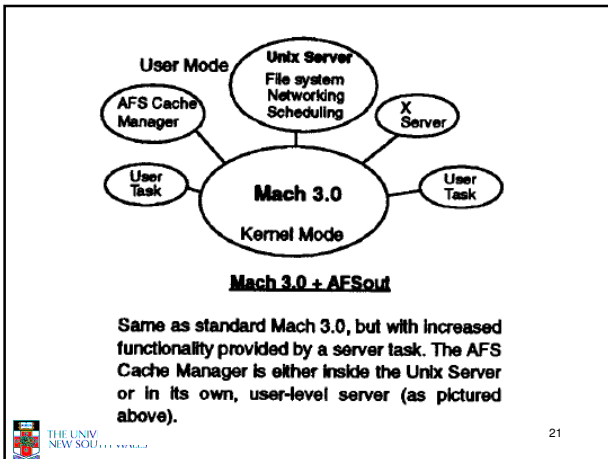 User Mode
Unix Server
File system
Networking
Scheduling
AFS Cache
Manager
X
Server
User
Task
Mach 3.0
User
Task
Kernel Mode
Mach 3.0 + AFSout
Same as standard Mach 3.0, but with increased
functionality provided by a server task. The AFS
Cache Manager is either inside the Unix Server
or in its own, user-level server (as pictured
above).
THE UNIV
NEW SOUTH WALES
21